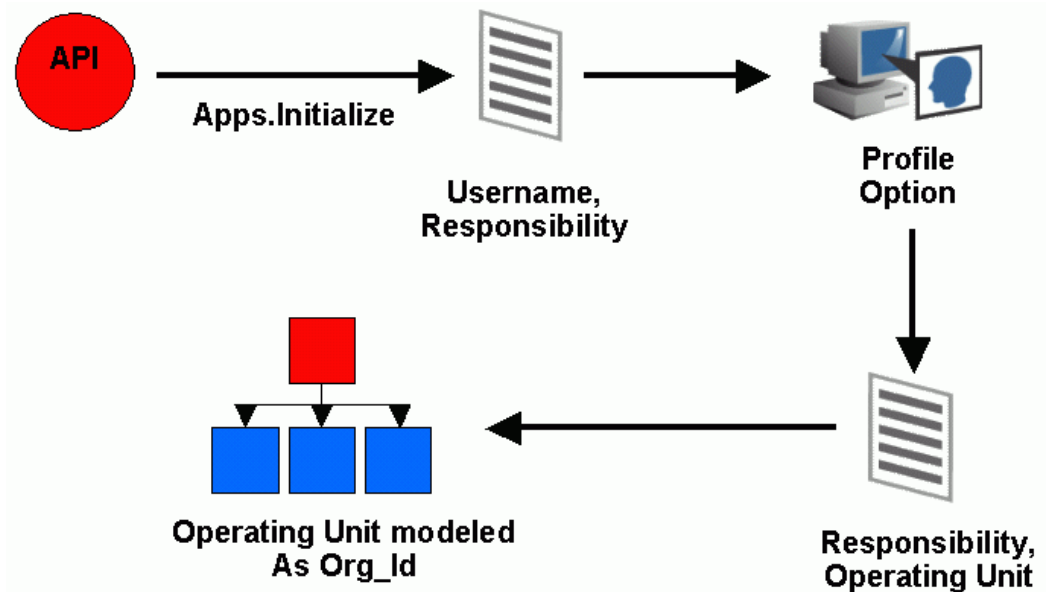 API
Apps.Initialize
Username,
Responsibility
Profile
Option
Responsibility,
Operating Unit
Operating Unit modeled
As Org_Id